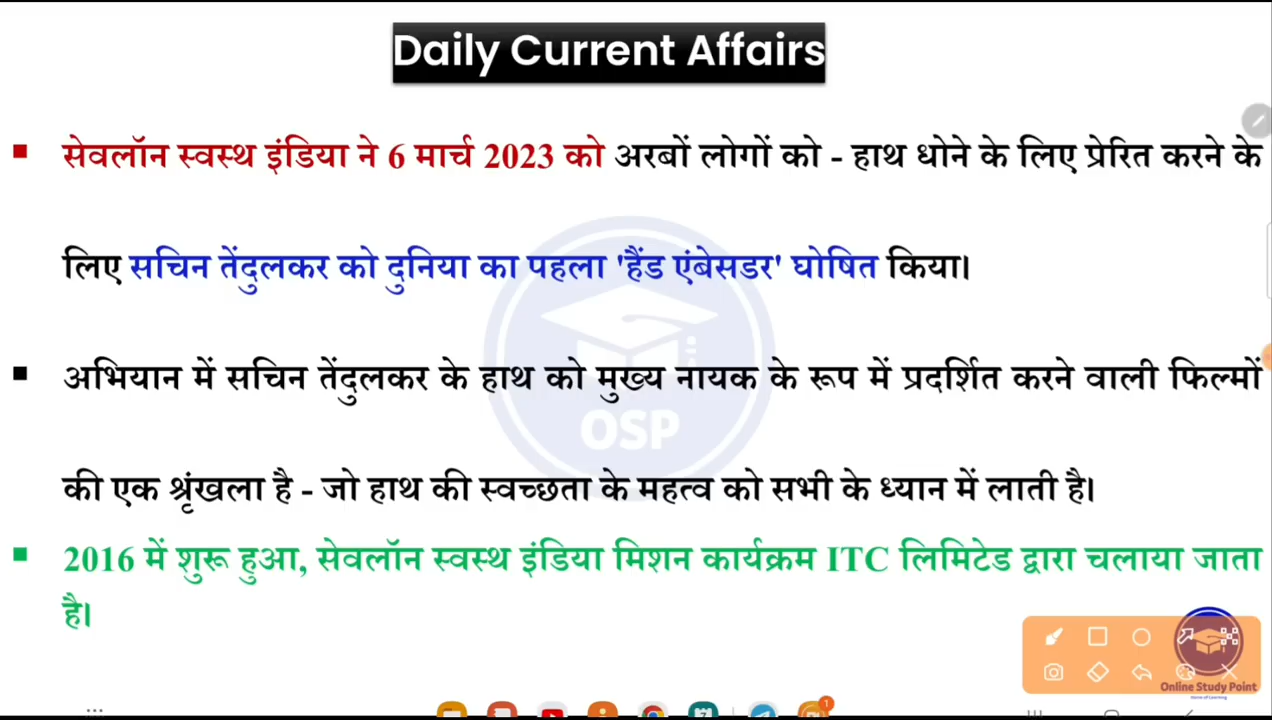 Daily Current Affairs
सेवलॉन स्वस्थ इंडिया ने 6 मार्च 2023 को अरबों लोगों को - हाथ धोने के लिए प्रेरित करने के
लिए सचिन तेंदुलकर को दुनिया का पहला 'हैंड एंबेसडर' घोषित किया।
अभियान में सचिन तेंदुलकर के हाथ को मुख्य नायक के रूप में प्रदर्शित करने वाली फिल्मों
की एक श्रृंखला है - जो हाथ की स्वच्छता के महत्व को सभी के ध्यान में लाती है।
OSP
2016 में शुरू हुआ, सेवलॉन स्वस्थ इंडिया मिशन कार्यक्रम ITC लिमिटेड द्वारा चलाया जाता
है।
Online Study Point